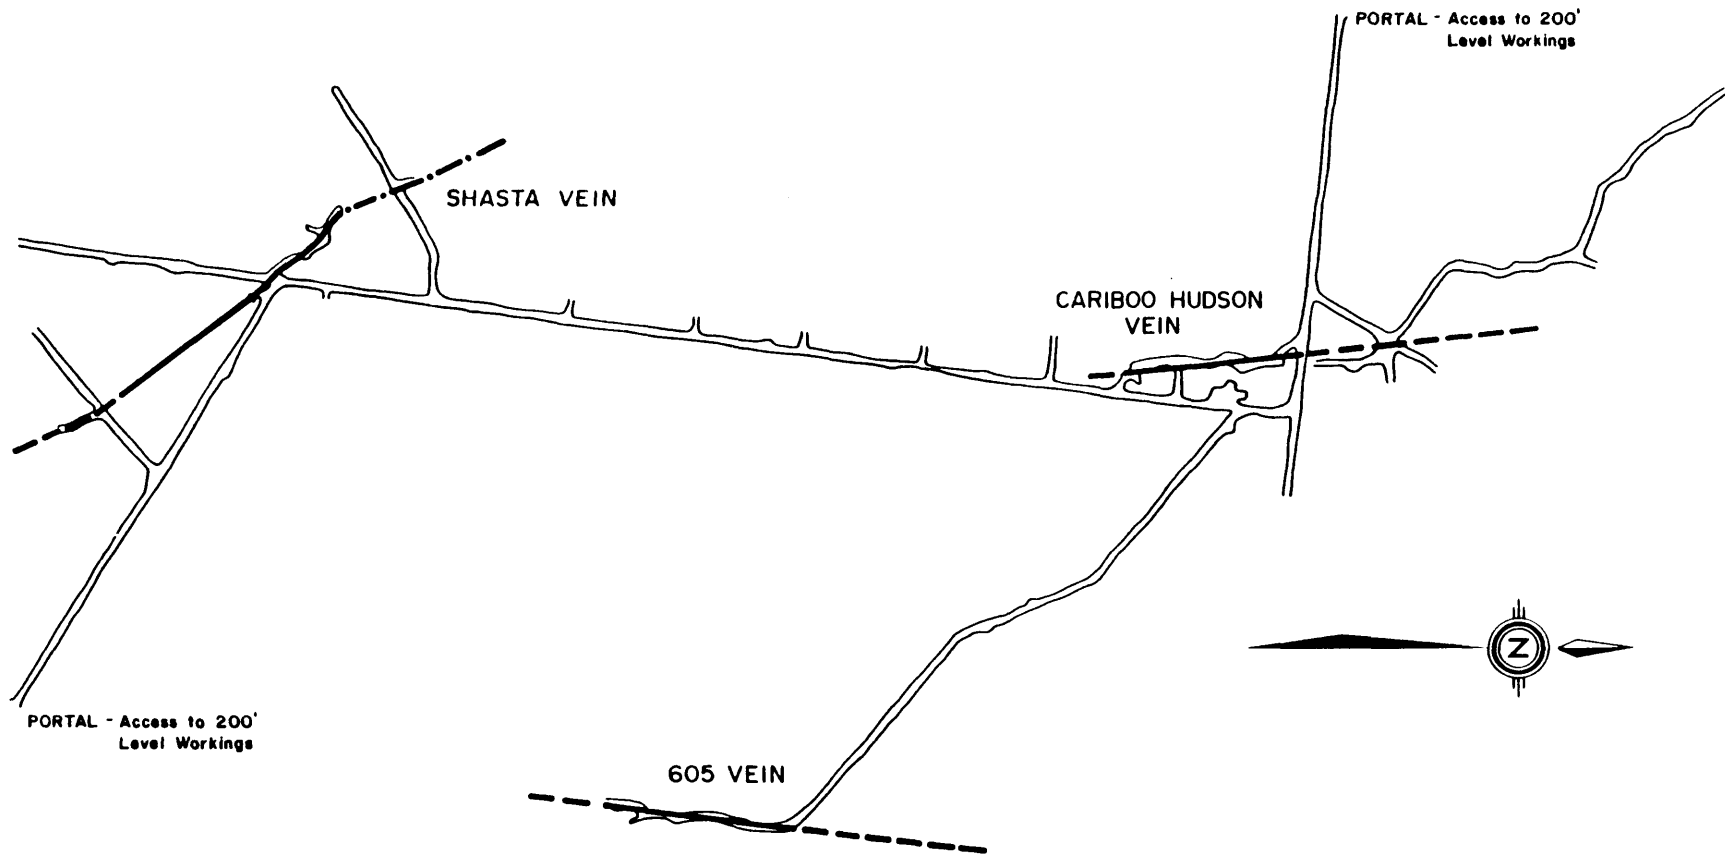 PORTAL - Access to 200'
Level Workings
SHASTA VEIN
CARIBOO HUDSON
VEIN
N
PORTAL - Access to 200'
Level Workings
605 VEIN